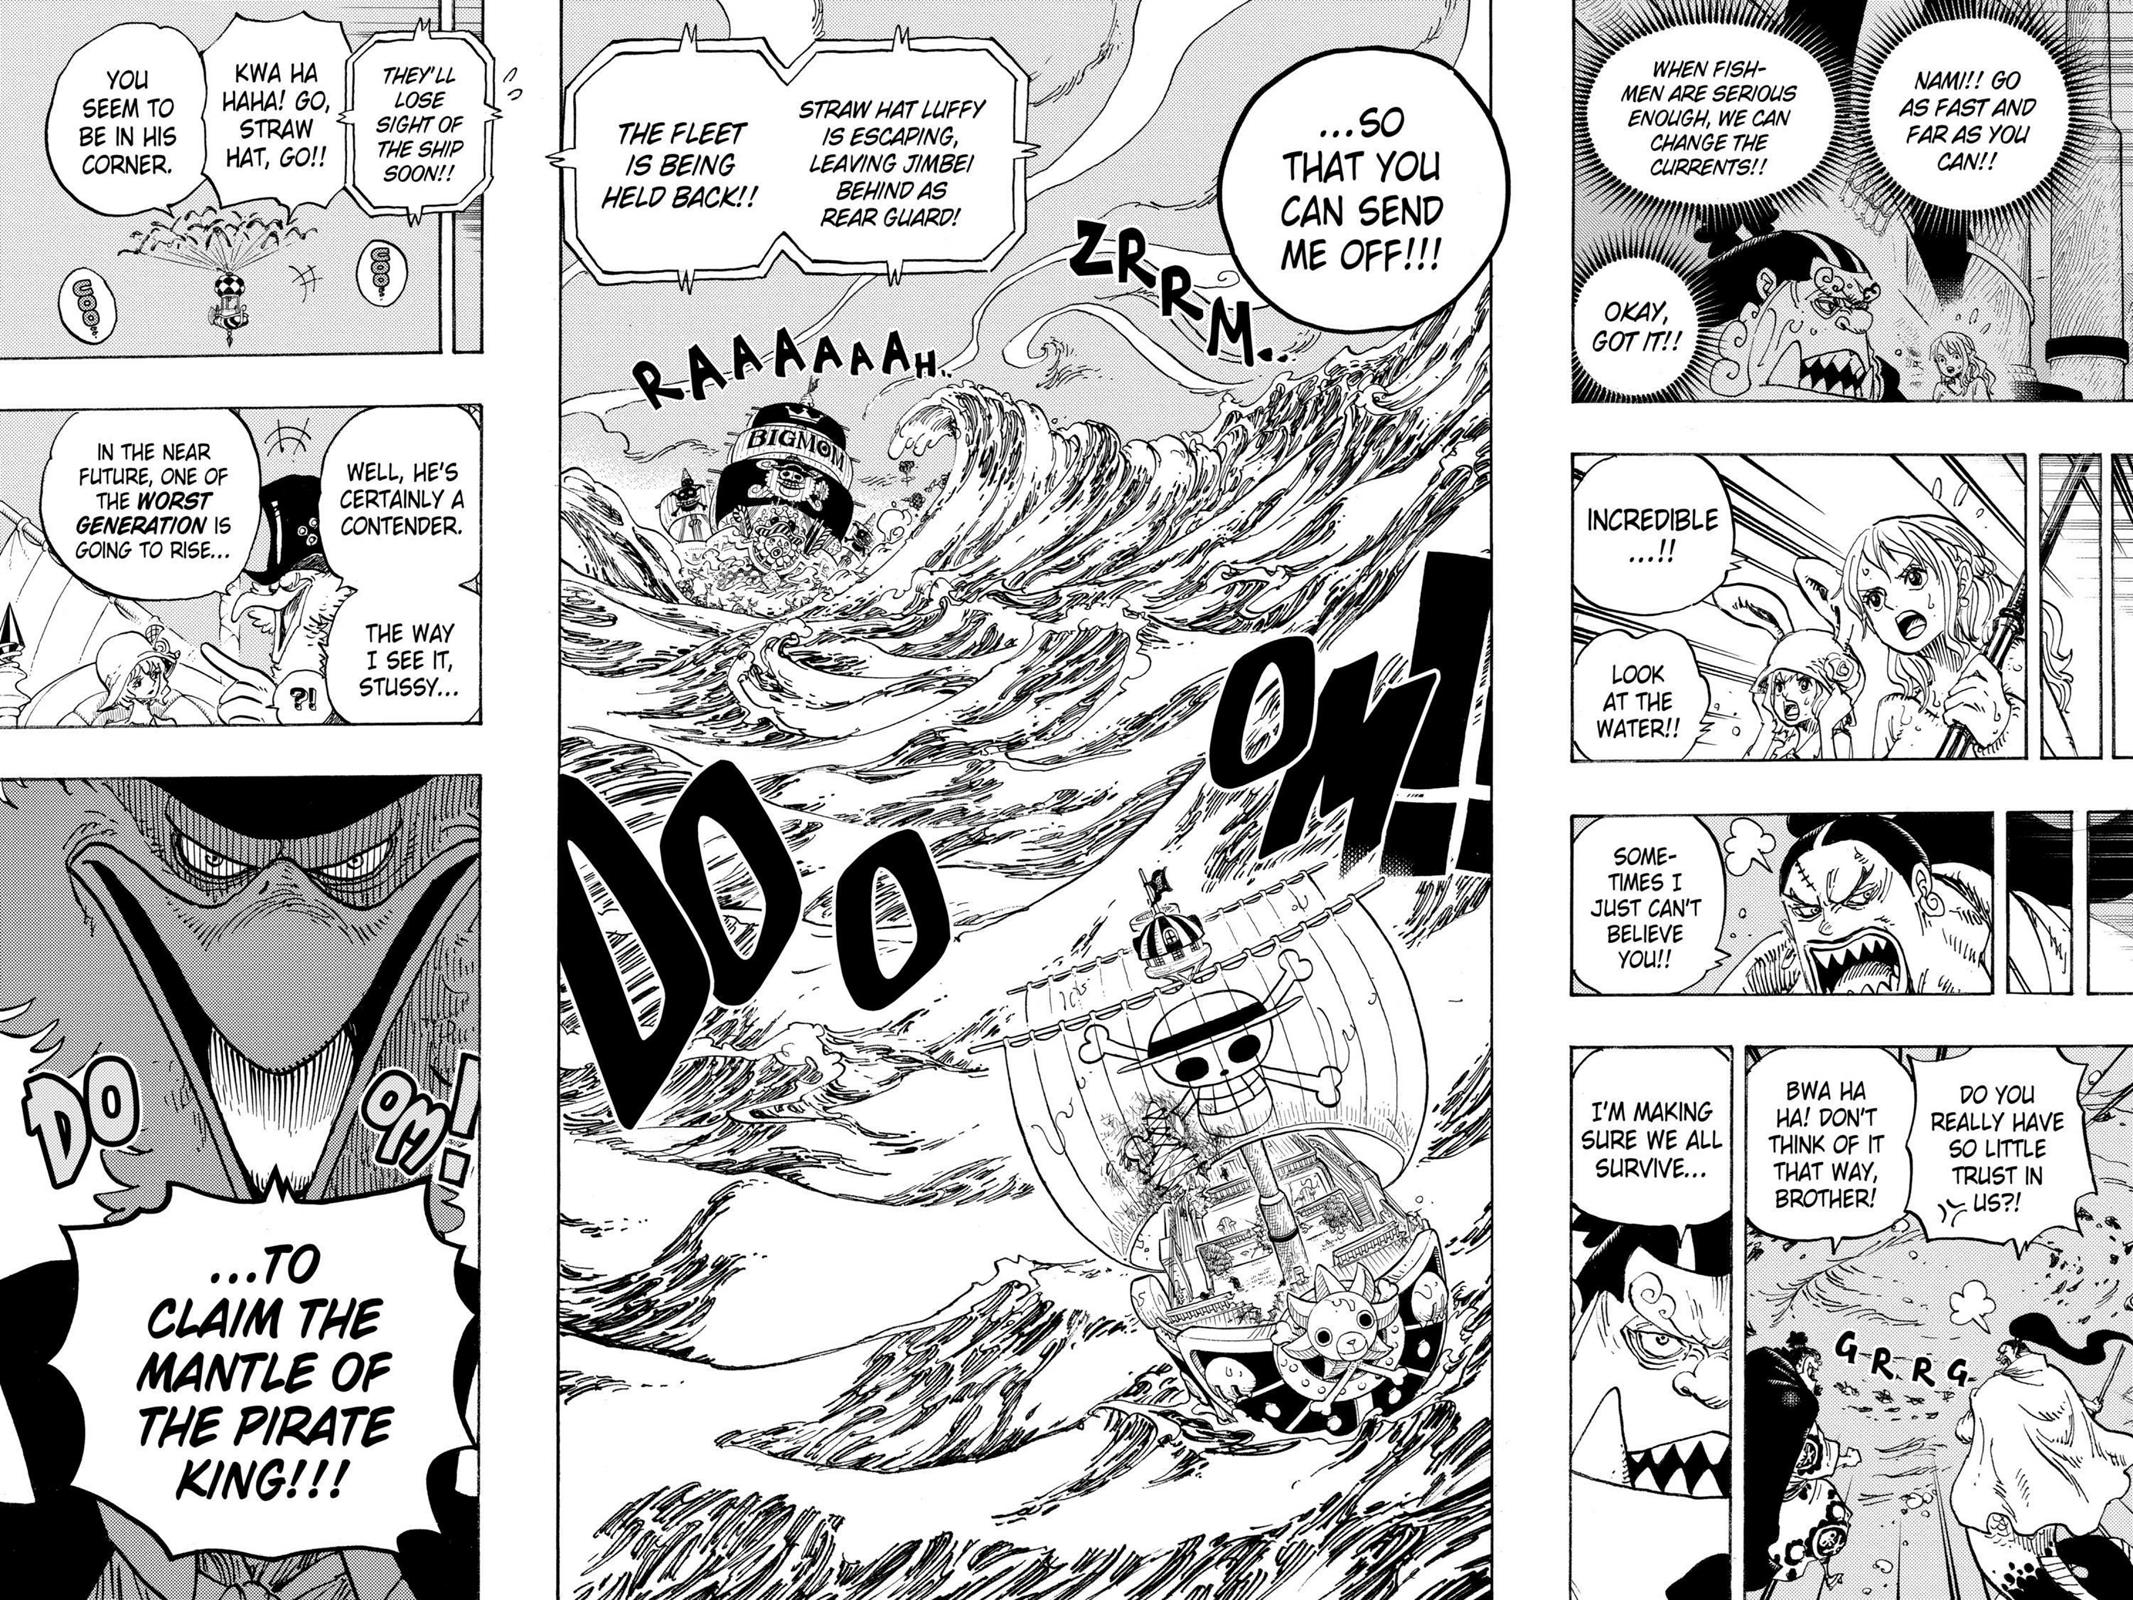 NAMI!! GO
AS FAST AND
FAR AS YOU
CAN!!
WHEN FISH-
MEN ARE SERIOUS
ENOUGH, WE CAN
CHANGE THE
CURRENTS!!
OKAY,
GOT IT!!
INCREDIBLE
...!!
LOOK
AT THE
WATER!!
SOME-
TIMES I
JUST CAN'T
BELIEVE
YOU!!
DO YOU
REALLY HAVE
SO LITTLE
TRUST IN
US?!
BWA HA
HA! DON'T
THINK OF IT
THAT WAY,
BROTHER!
GRRG
I'M MAKING
SURE WE ALL
SURVIVE...
...SO
THAT YOU
CAN SEND
ME OFF!!!
STRAW HAT LUFFY
IS ESCAPING,
LEAVING JIMBEI
BEHIND AS
REAR GUARD!
THE FLEET
IS BEING
HELD BACK!!
ZRRM..
RAAAAAAH..
BIGMOM
DOOOM!!
THEY'LL
LOSE
SIGHT OF
THE SHIP
SOON!!
KWA HA
HAHA! GO,
STRAW
HAT, GO!!
YOU
SEEM TO
BE IN HIS
CORNER.
COO?
COO?
WELL, HE'S
CERTAINLY A
CONTENDER.
THE WAY
I SEE IT,
STUSSY...
?!
IN THE NEAR
FUTURE, ONE OF
THE WORST
GENERATION IS
GOING TO RISE...
DOOM!
...TO
CLAIM THE
MANTLE OF
THE PIRATE
KING!!!